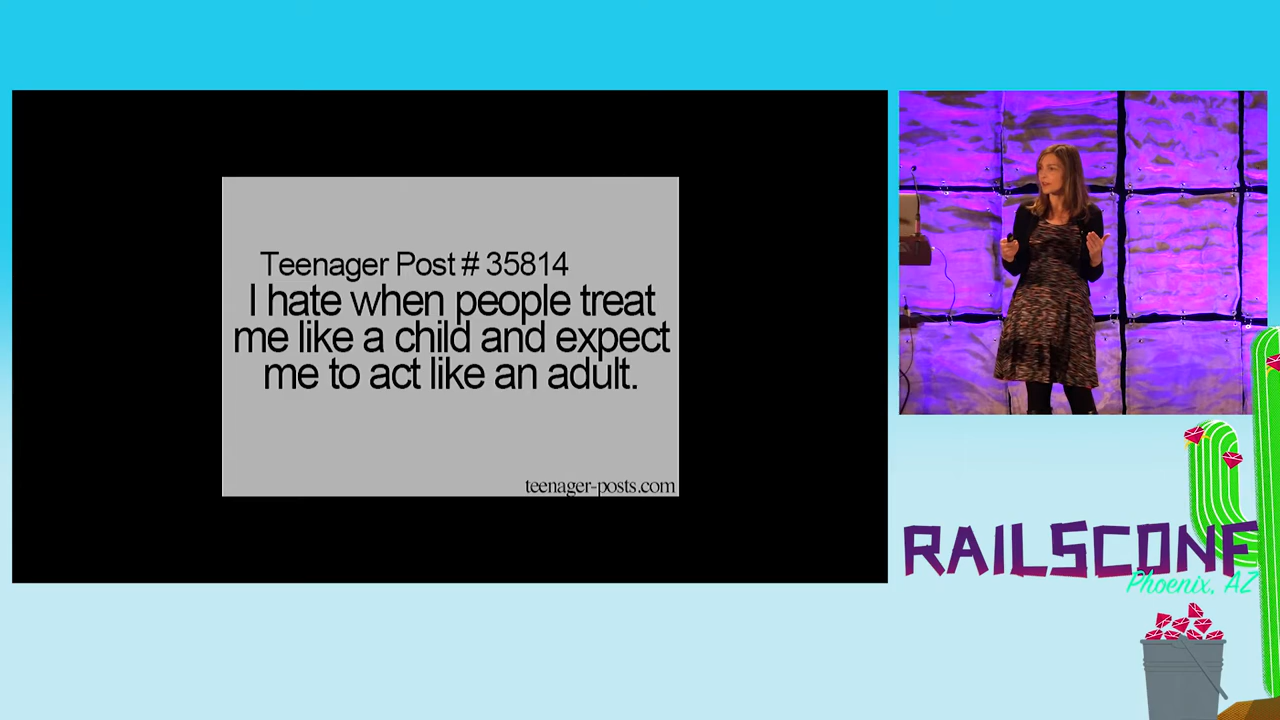 Teenager Post # 35814
I hate when people treat
me like a child and expect
me to act like an adult.
teenager-posts.com
RAILSCONF
Phoenix, AZ